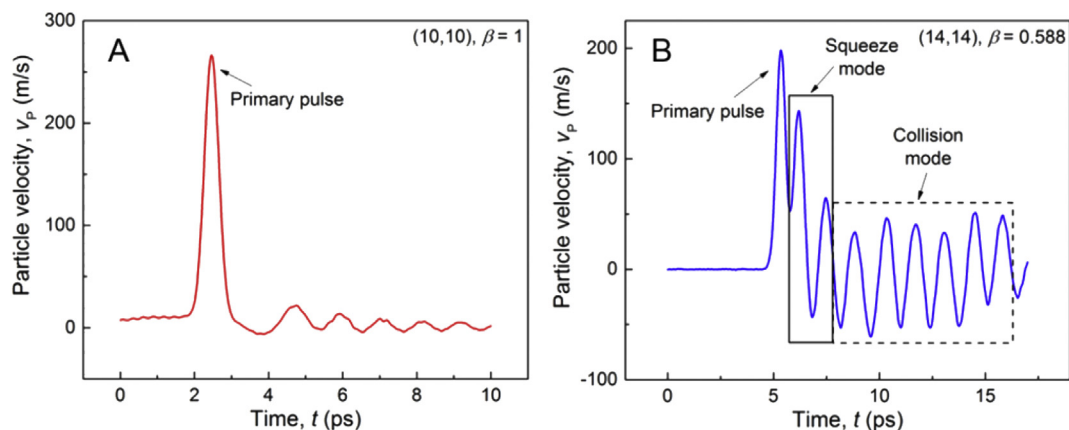 A
(10,10), β = 1
Primary pulse
Particle velocity, vP (m/s)
300
200
100
0
0
2
4
6
8
10
Time, t (ps)
B
(14,14), β = 0.588
Squeeze
mode
Primary pulse
Collision
mode
Particle velocity, vP (m/s)
200
100
0
-100
0
5
10
15
Time, t (ps)